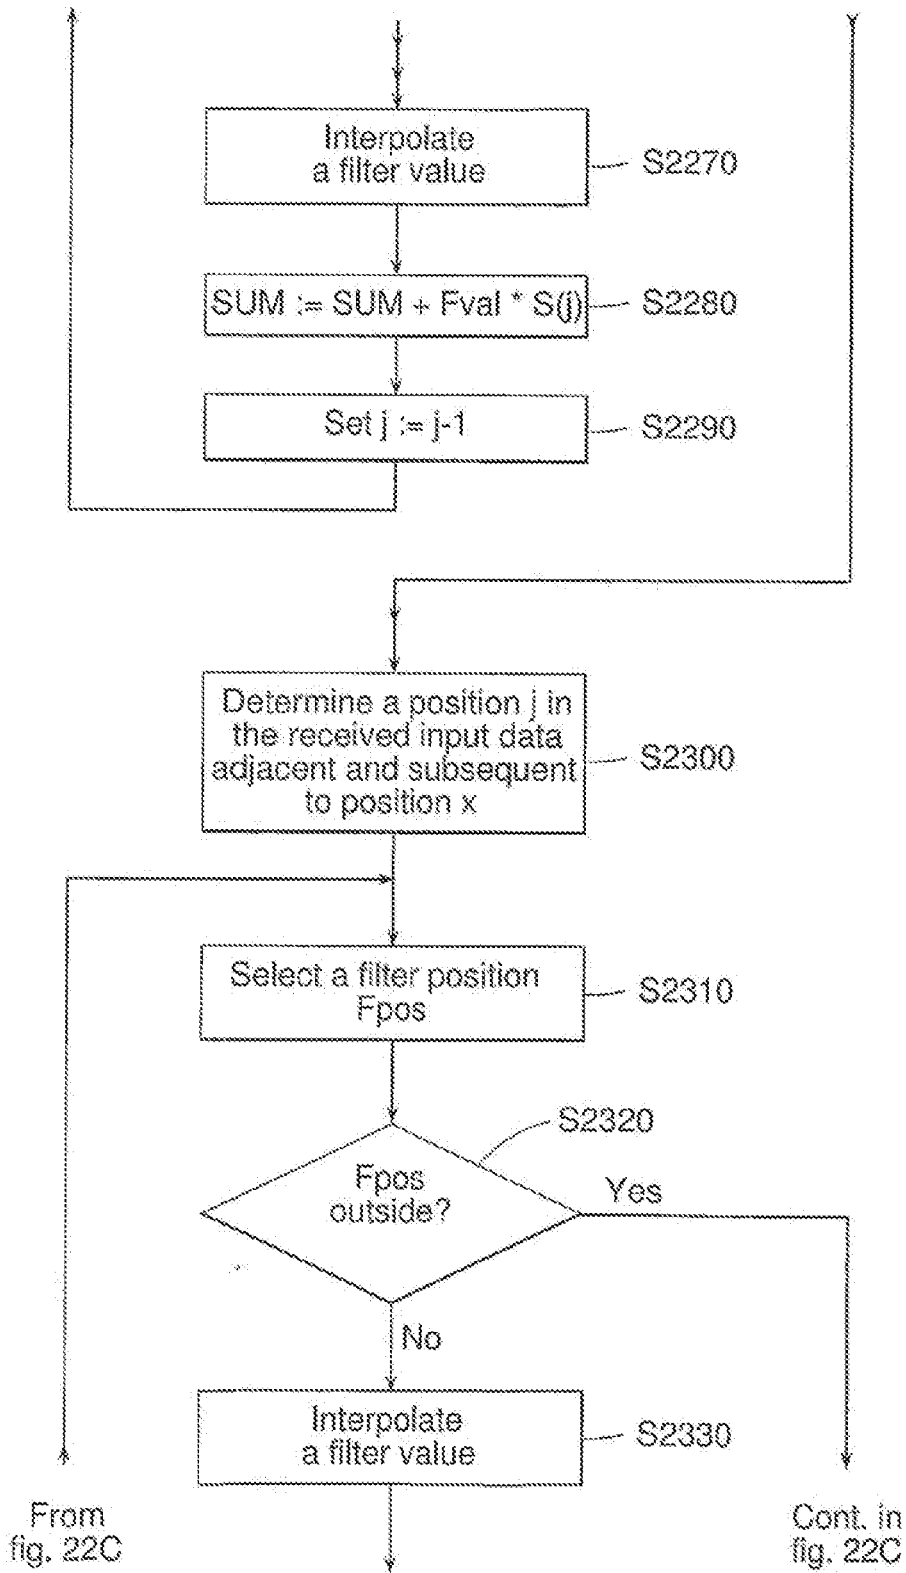 Interpolate
a filter value
S2270
SUM := SUM + Fval * S(j)
S2280
Set j := j-1
S2290
Determine a position j in
the received input data
adjacent and subsequent
to position x
S2300
Select a filter position
Fpos
S2310
S2320
Fpos
outside?
Yes
No
Interpolate
a filter value
S2330
From
fig. 22C
Cont. in
fig. 22C